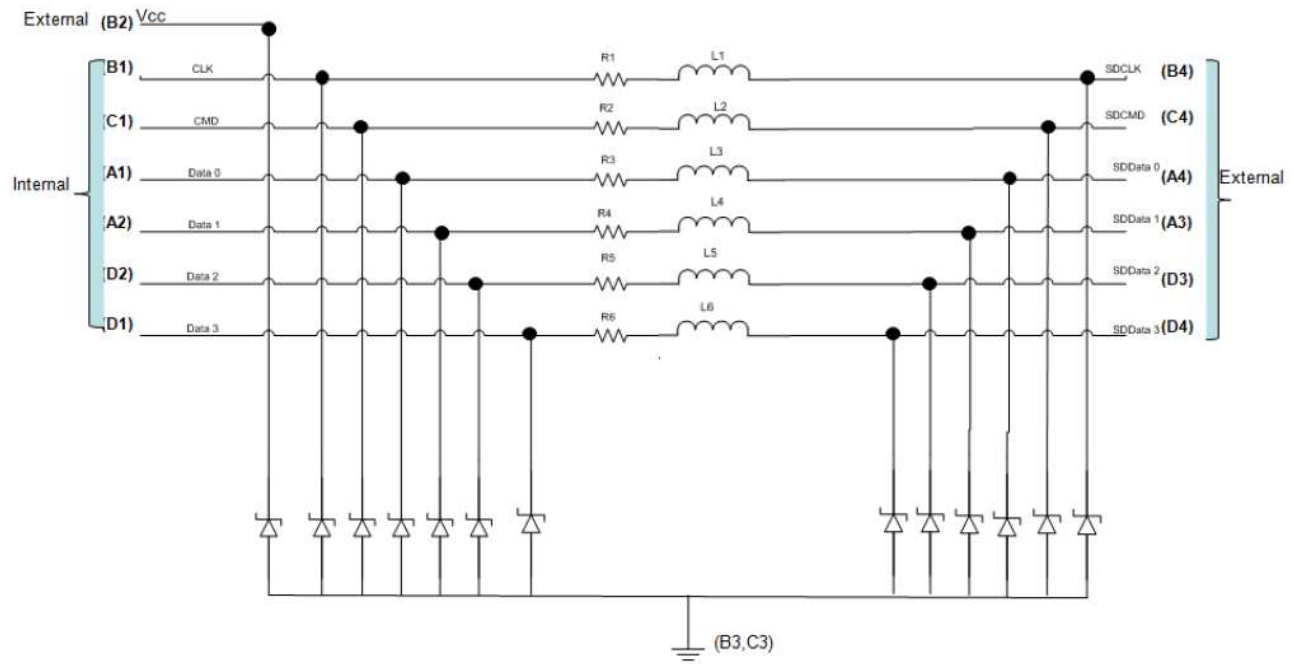 External (B2) Vcc
(B1) CLK R1 L1 SDCLK (B4)
(C1) CMD R2 L2 SDCMD (C4)
Internal (A1) Data 0 R3 L3 SDData 0 (A4) External
(A2) Data 1 R4 L4 SDData 1 (A3)
(D2) Data 2 R5 L5 SDData 2 (D3)
(D1) Data 3 R6 L6 SDData 3 (D4)
(B3,C3)